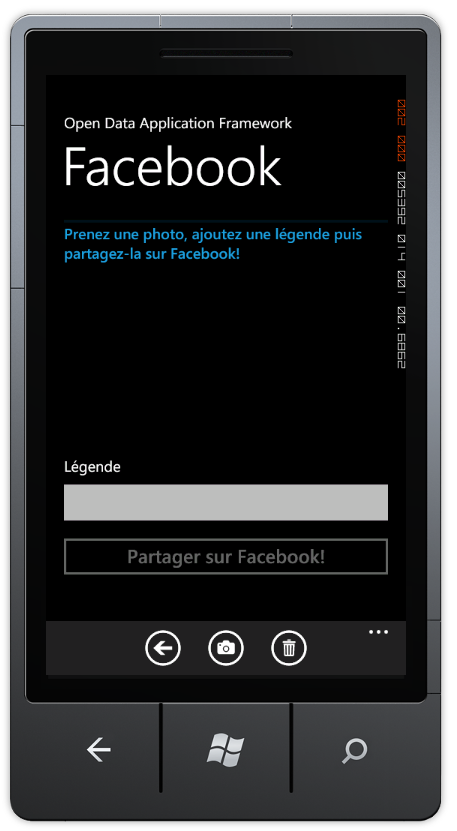 Open Data Application Framework
Facebook
Prenez une photo, ajoutez une légende puis
partagez-la sur Facebook!
Légende
Partager sur Facebook!